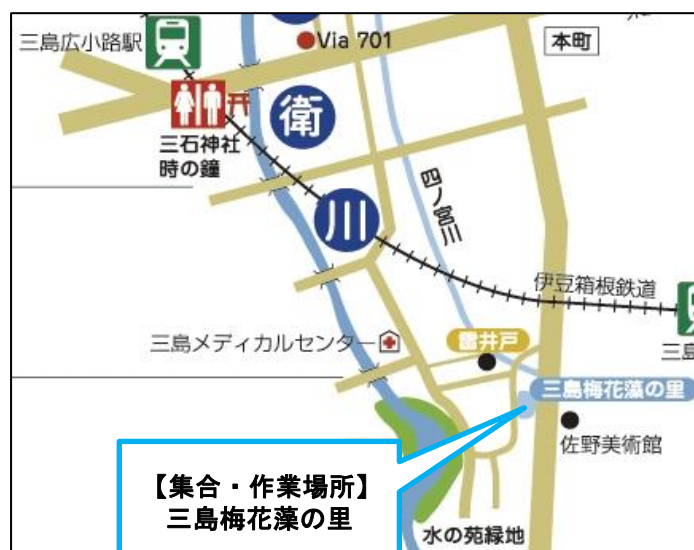 三島広小路駅
Via 701
本町
衛
三石神社
時の鐘
四ノ宮川
川
伊豆箱根鉄道
三島メディカルセンター
雷井戸
三島梅花藻の里
佐野美術館
【集合・作業場所】
三島梅花藻の里
水の苑緑地